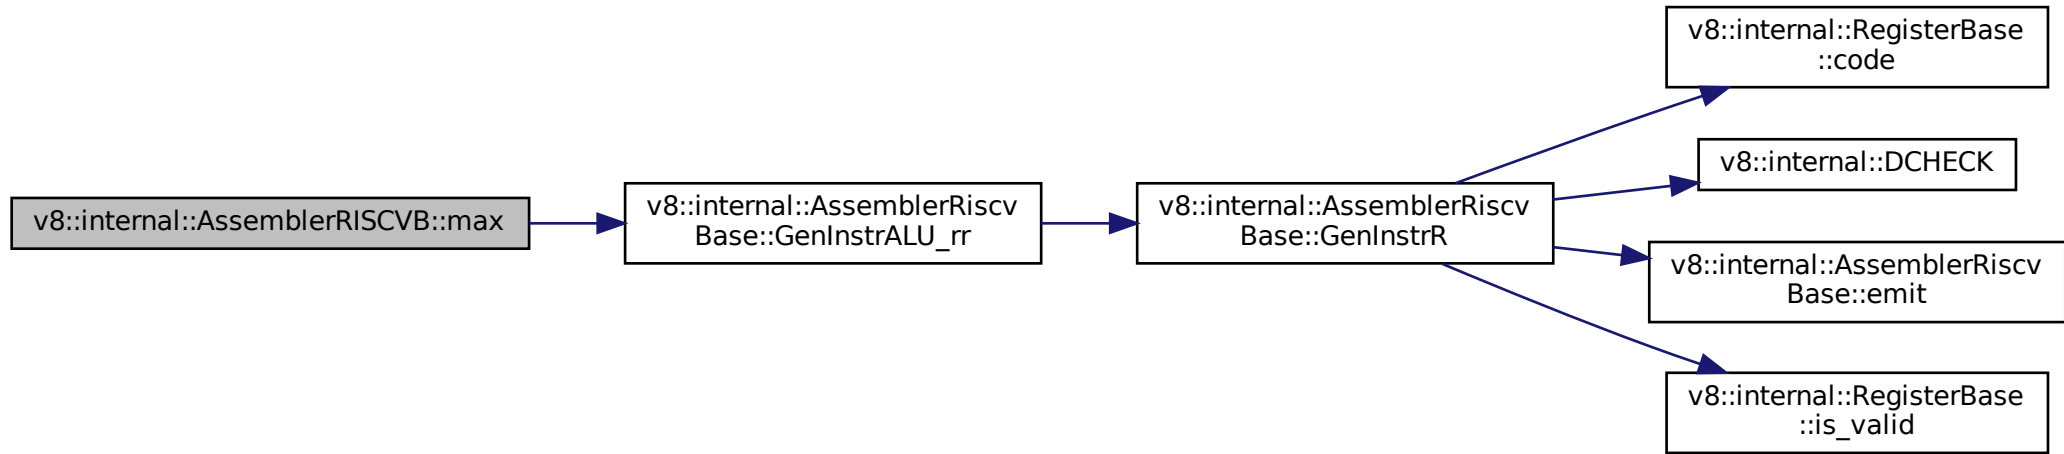 v8::internal::AssemblerRISCVB::max
v8::internal::AssemblerRiscv
Base::GenInstrALU_rr
v8::internal::AssemblerRiscv
Base::GenInstrR
v8::internal::RegisterBase
::code
v8::internal::DCHECK
v8::internal::AssemblerRiscv
Base::emit
v8::internal::RegisterBase
::is_valid